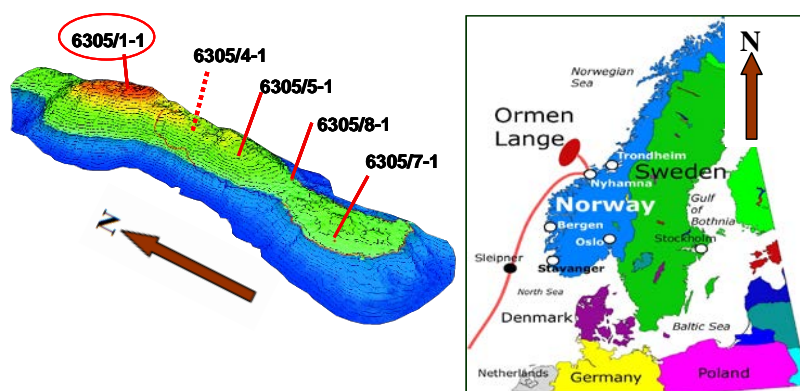 6305/1-1
6305/4-1
6305/5-1
6305/8-1
6305/7-1
N
N
Norwegian
Sea
Ormen
Lange
Trondheim
Sweden
Nyhamna
Norway
Gulf
of
Bothnia
Bergen
Oslo
Stockholm
Sleipner
Stavanger
North Sea
Denmark
Baltic Sea
Netherlands
Germany
Poland